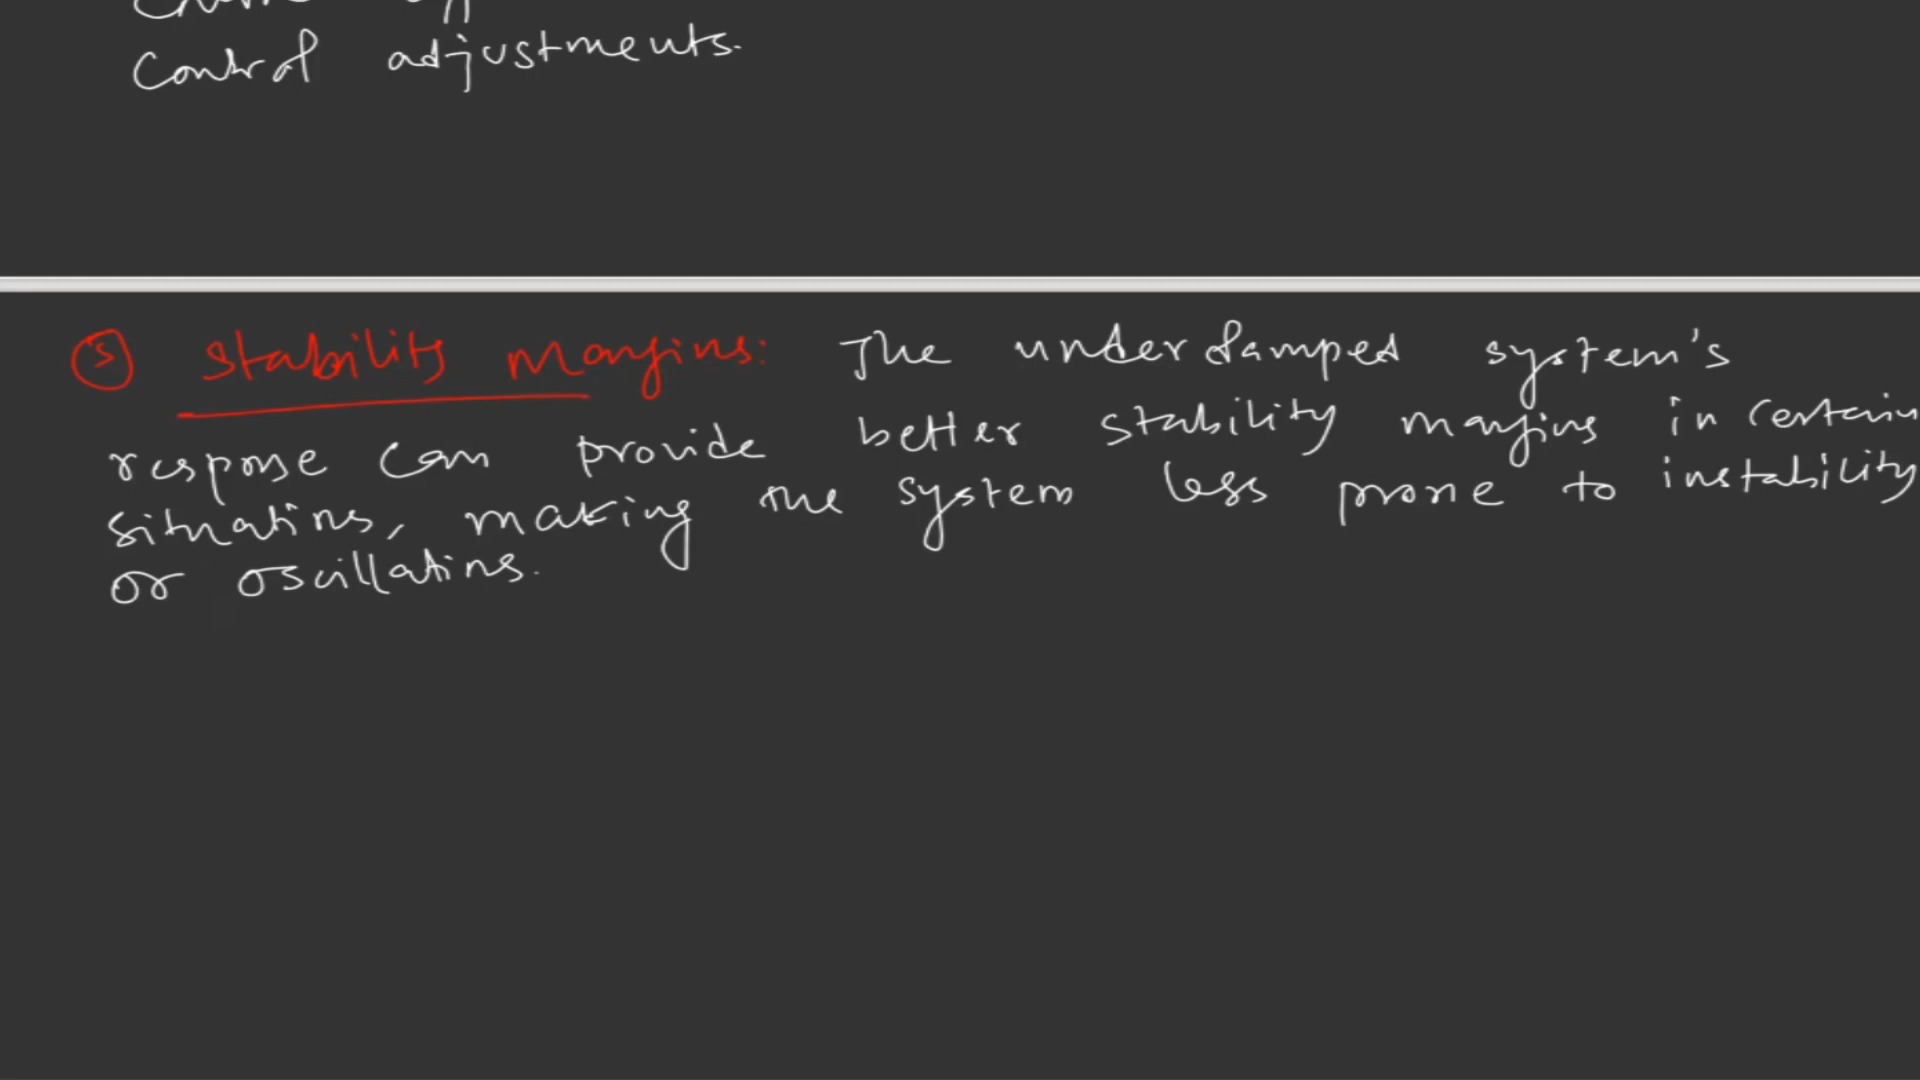 Control adjustments.
⑤ Stability Margins: The underdamped system's
response can provide better stability margins in certain
situations, making the system less prone to instability
or oscillations.